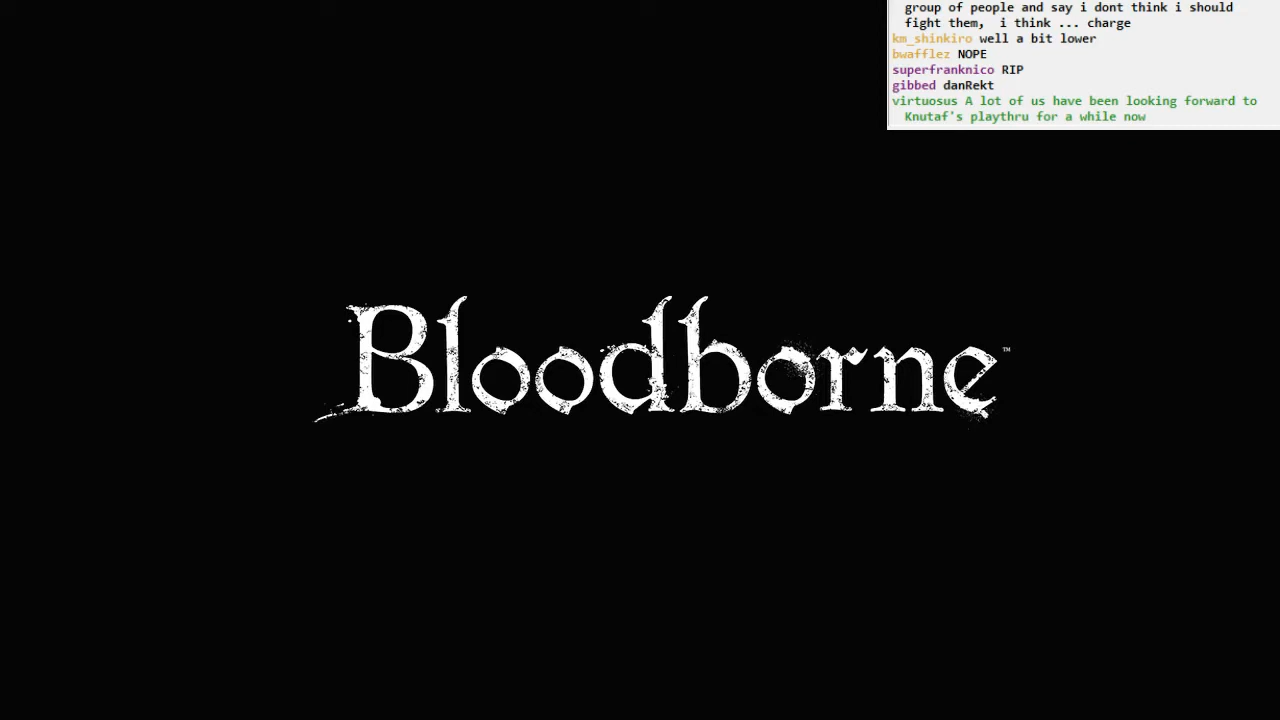 group of people and say i dont think i should
fight them,  i think ... charge
km_shinkiro well a bit lower
bwafflez NOPE
superfranknico RIP
gibbed danRekt
virtuosus A lot of us have been looking forward to
Knutaf's playthru for a while now
Bloodborne™